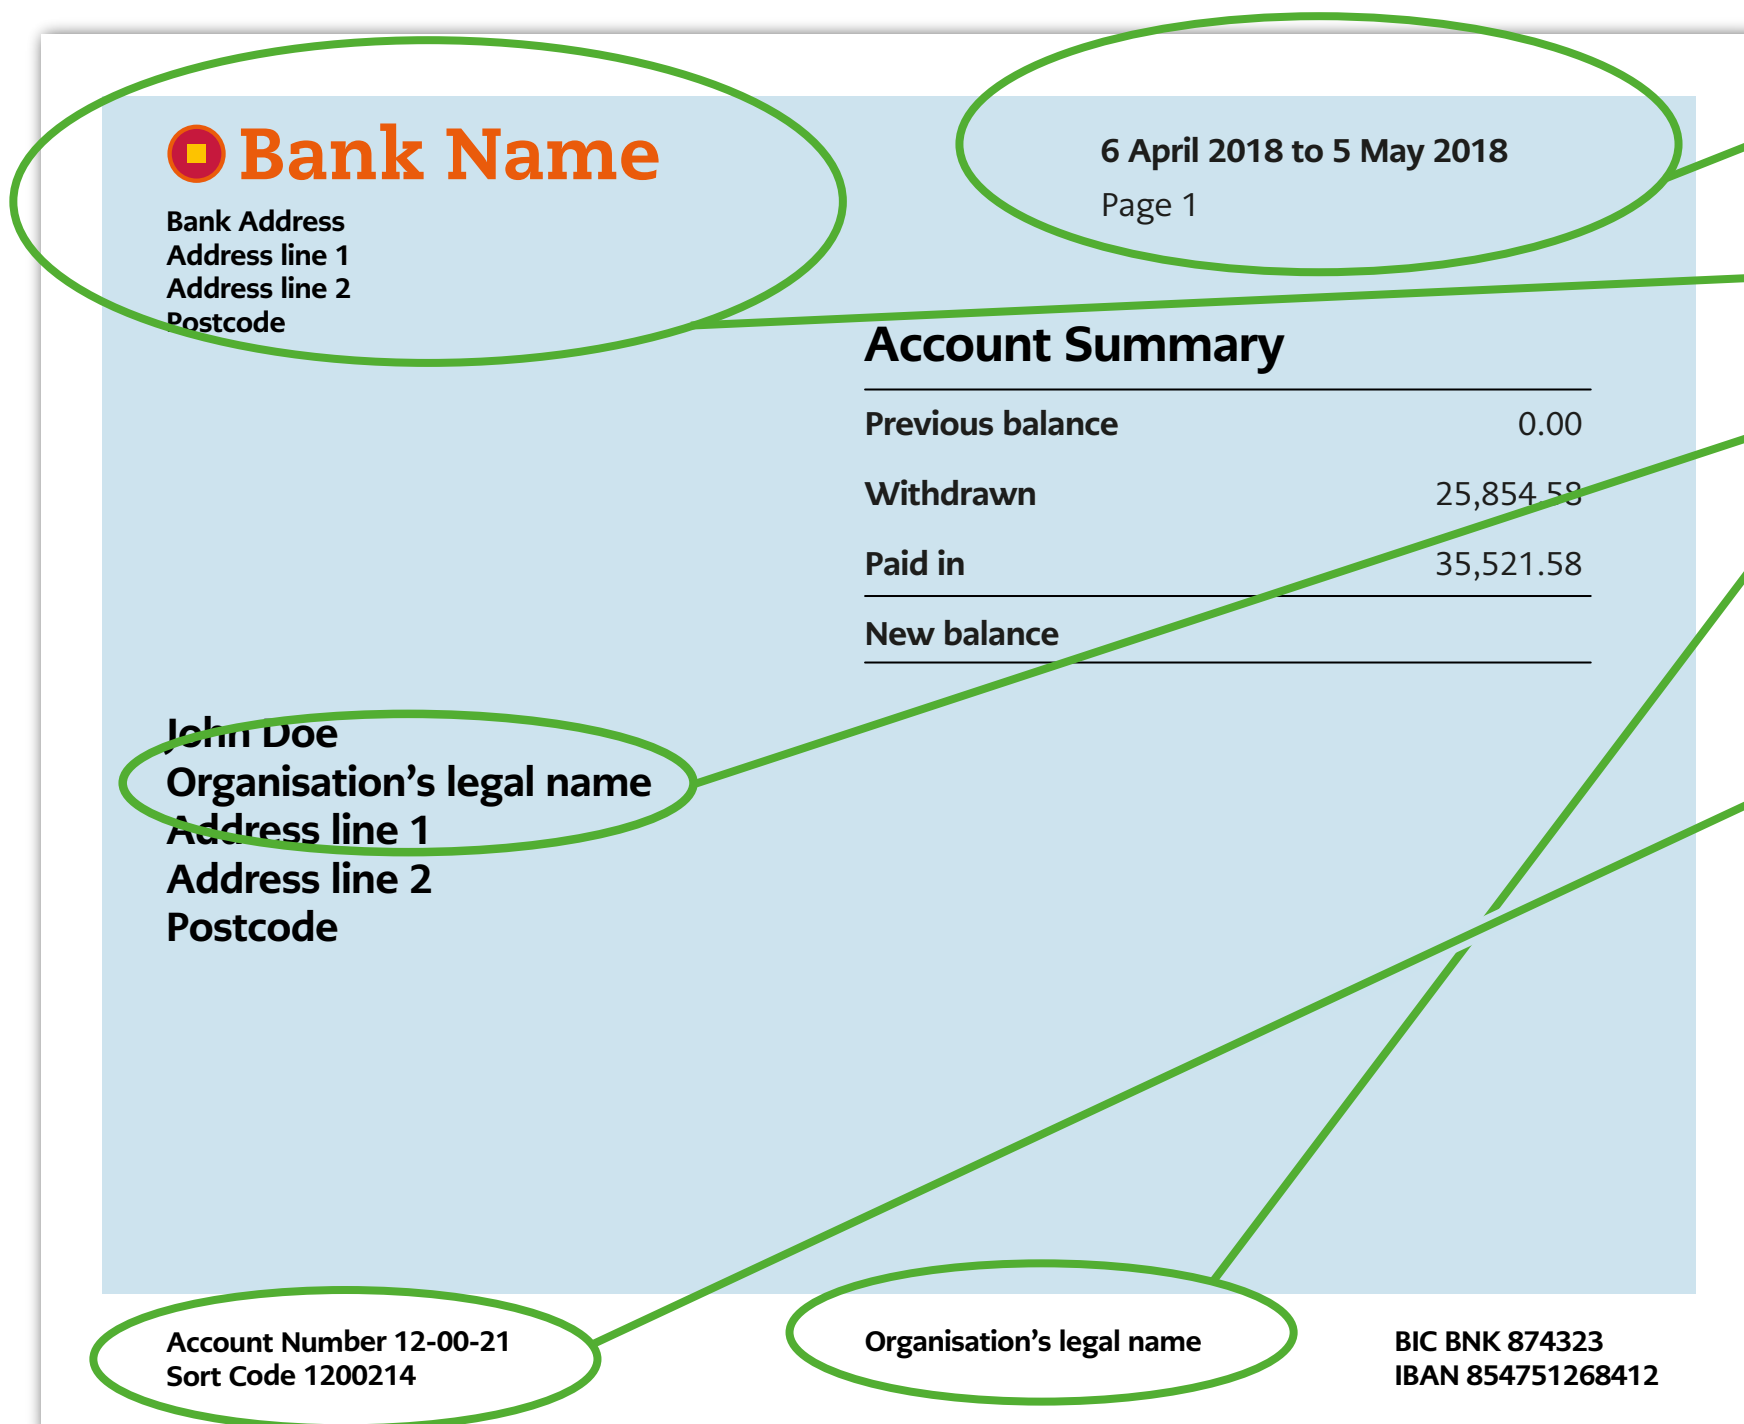 Bank Name
Bank Address
Address line 1
Address line 2
Postcode
6 April 2018 to 5 May 2018
Page 1
Account Summary
Previous balance 0.00
Withdrawn 25,854.58
Paid in 35,521.58
New balance
John Doe
Organisation’s legal name
Address line 1
Address line 2
Postcode
Account Number 12-00-21
Sort Code 1200214
Organisation’s legal name
BIC BNK 874323
IBAN 854751268412